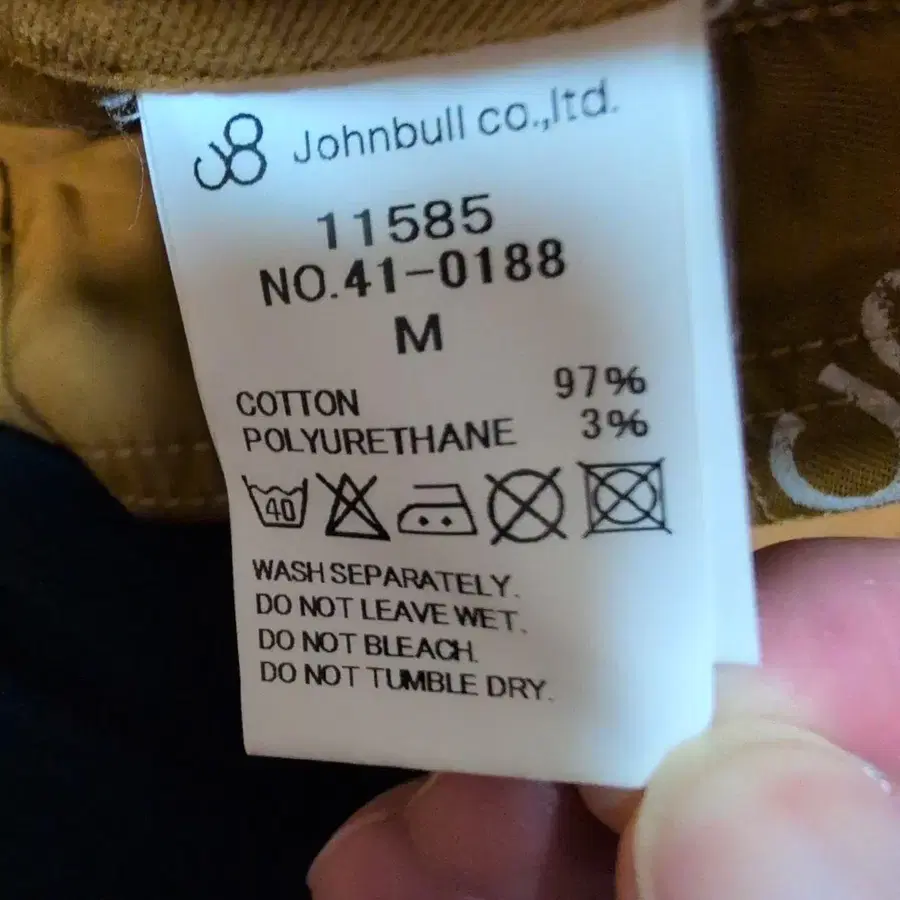 Johnbull co.,ltd.
11585
NO.41-0188
M
COTTON 97%
POLYURETHANE 3%
40
WASH SEPARATELY.
DO NOT LEAVE WET.
DO NOT BLEACH.
DO NOT TUMBLE DRY.